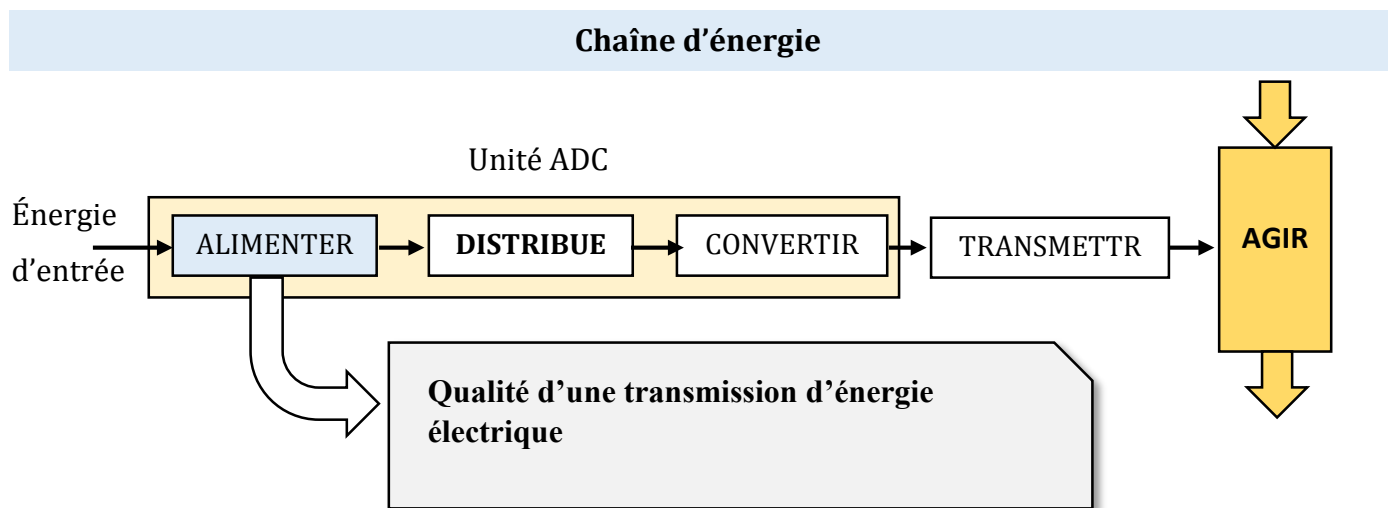 Chaîne d’énergie
Unité ADC
Énergie
d’entrée
ALIMENTER
DISTRIBUE
CONVERTIR
TRANSMETTR
AGIR
Qualité d’une transmission d’énergie
électrique